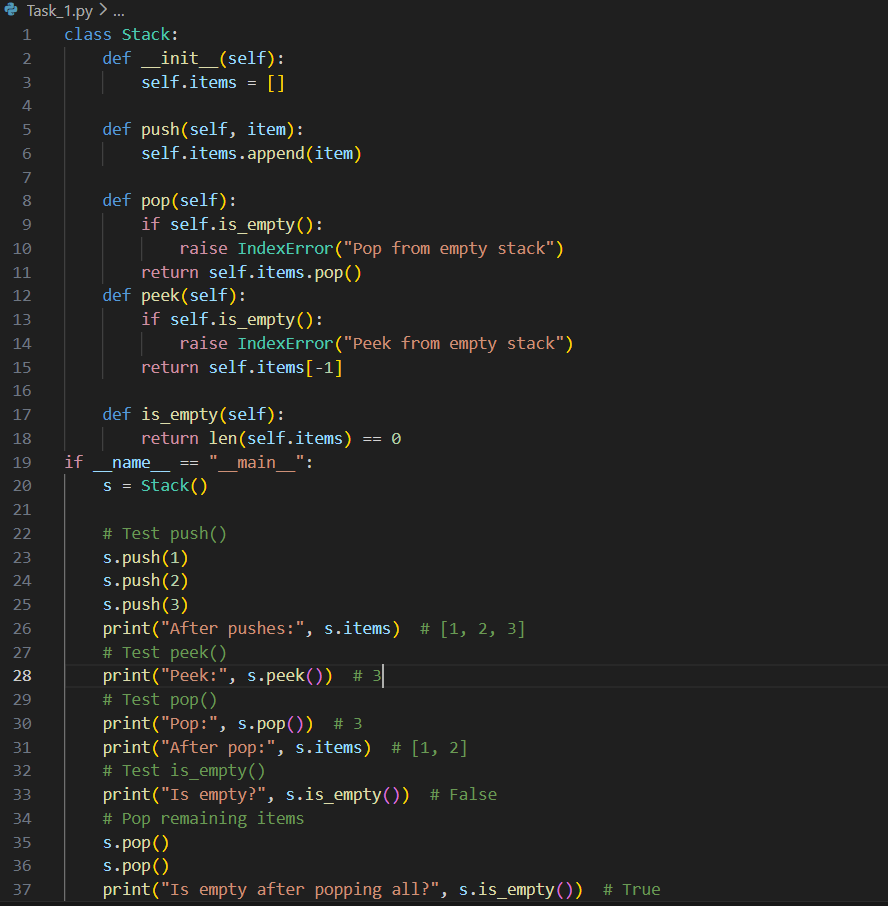 Task_1.py > ...
1 class Stack:
2     def __init__(self):
3         self.items = []
4
5     def push(self, item):
6         self.items.append(item)
7
8     def pop(self):
9         if self.is_empty():
10             raise IndexError("Pop from empty stack")
11         return self.items.pop()
12     def peek(self):
13         if self.is_empty():
14             raise IndexError("Peek from empty stack")
15         return self.items[-1]
16
17     def is_empty(self):
18         return len(self.items) == 0
19 if __name__ == "__main__":
20     s = Stack()
21
22     # Test push()
23     s.push(1)
24     s.push(2)
25     s.push(3)
26     print("After pushes:", s.items)  # [1, 2, 3]
27     # Test peek()
28     print("Peek:", s.peek())  # 3
29     # Test pop()
30     print("Pop:", s.pop())  # 3
31     print("After pop:", s.items)  # [1, 2]
32     # Test is_empty()
33     print("Is empty?", s.is_empty())  # False
34     # Pop remaining items
35     s.pop()
36     s.pop()
37     print("Is empty after popping all?", s.is_empty())  # True